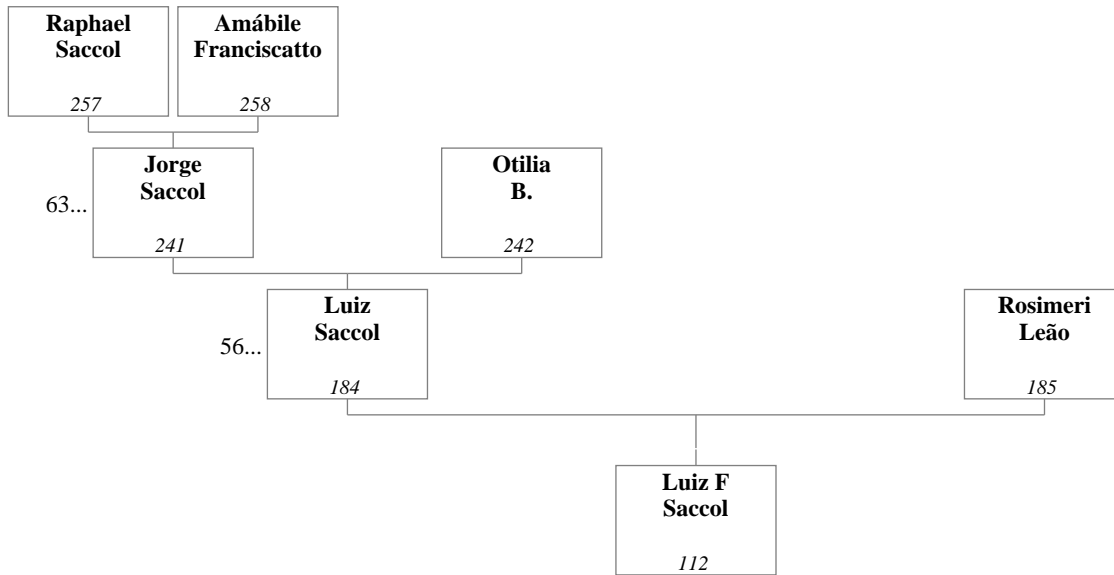 Raphael
Saccol
257
Amábile
Franciscatto
258
63...
Jorge
Saccol
241
Otilia
B.
242
56...
Luiz
Saccol
184
Rosimeri
Leão
185
Luiz F
Saccol
112